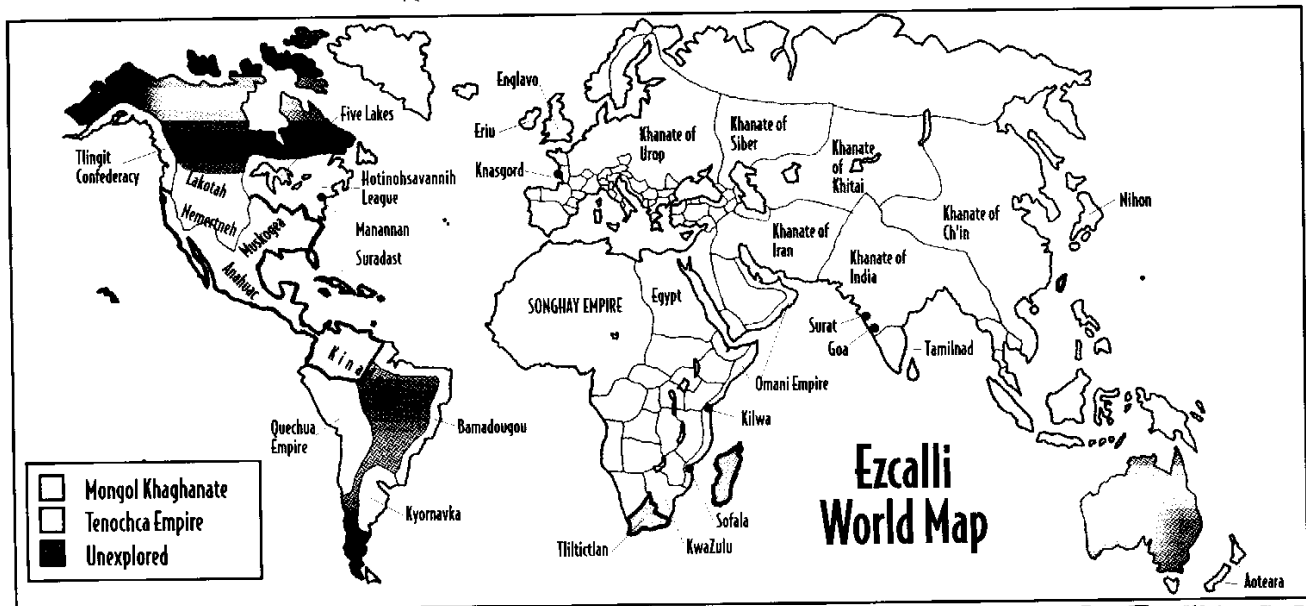 Five Lakes
Tlingit
Confederacy
Lakotah
Hotinohsavannih
League
Nemertneh
Muskogea
Manannan
Suradast
Anahuac
Kina
Quechua
Empire
Bamadougou
Kyornavka
Englavo
Eriu
Knasgord
Khanate of
Urop
Khanate of
Siber
Khanate
of
Khitai
Khanate of
Iran
Khanate of
India
Khanate of
Ch'in
Nihon
SONGHAY EMPIRE
Egypt
Surat
Goa
Tamilnad
Omani Empire
Kilwa
Sofala
KwaZulu
Tliltictlan
Aoteara
Ezcalli
World Map
Mongol Khaghanate
Tenochca Empire
Unexplored